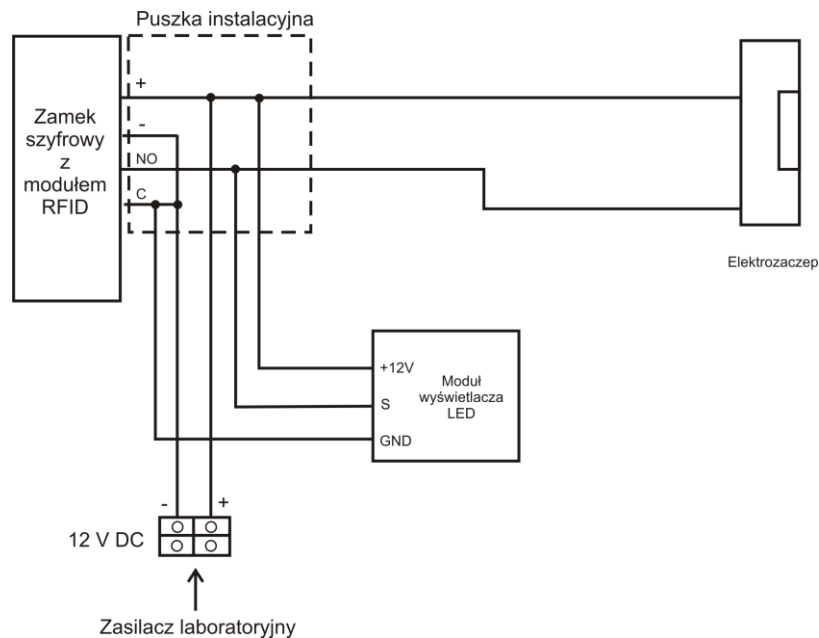 Puszka instalacyjna
+
Zamek
szyfrowy
z
modułem
RFID
-
NO
C
Elektrozaczep
+12V
S
GND
Moduł
wyświetlacza
LED
- +
12 V DC
Zasilacz laboratoryjny